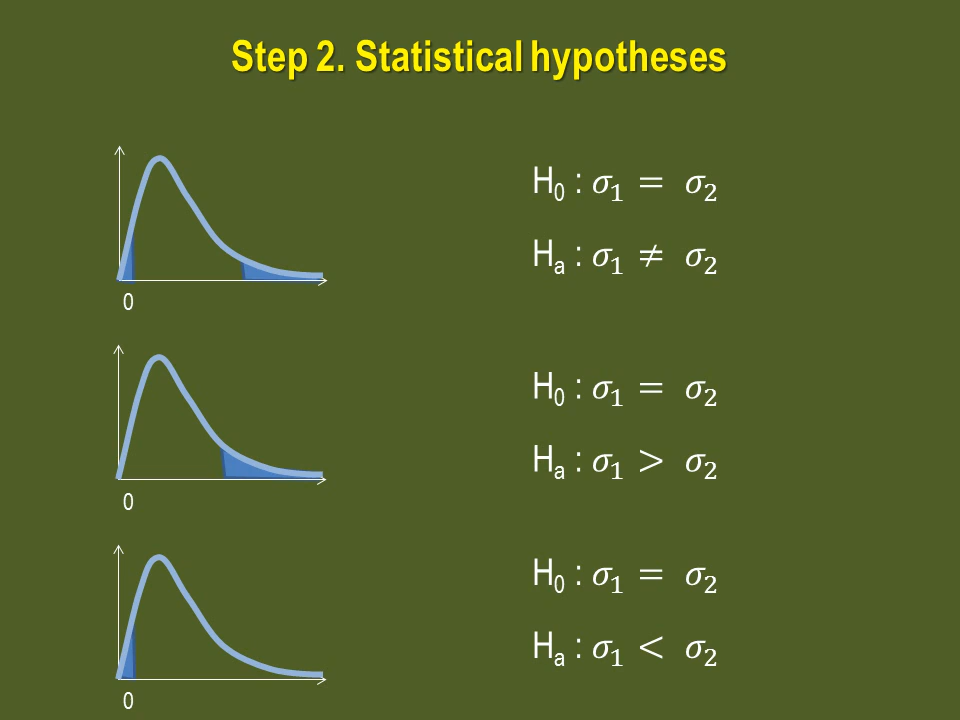 Step 2. Statistical hypotheses
H₀ : 𝜎₁ = 𝜎₂
Hₐ : 𝜎₁ ≠ 𝜎₂
0
H₀ : 𝜎₁ = 𝜎₂
Hₐ : 𝜎₁ > 𝜎₂
0
H₀ : 𝜎₁ = 𝜎₂
Hₐ : 𝜎₁ < 𝜎₂
0